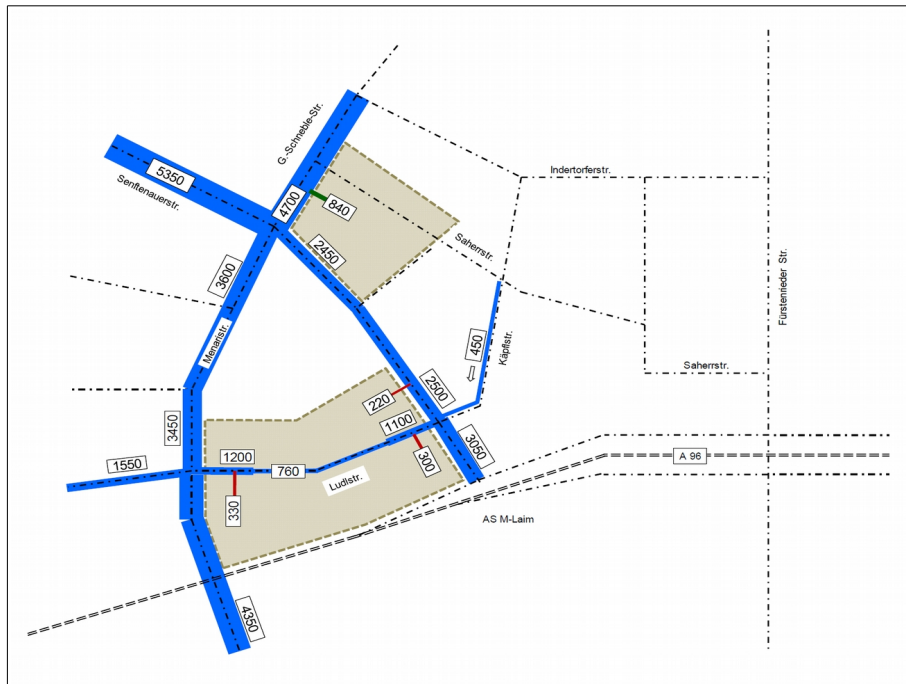 G.-Schneble-Str.
5350
Senftenauerstr.
4700
840
2450
Indertorferstr.
Saherrstr.
Fürstenrieder Str.
3600
Menaristr.
450
Käpflstr.
Saherrstr.
220
2500
3450
1100
3050
1200
760
300
1550
330
Ludlstr.
A 96
AS M-Laim
4350